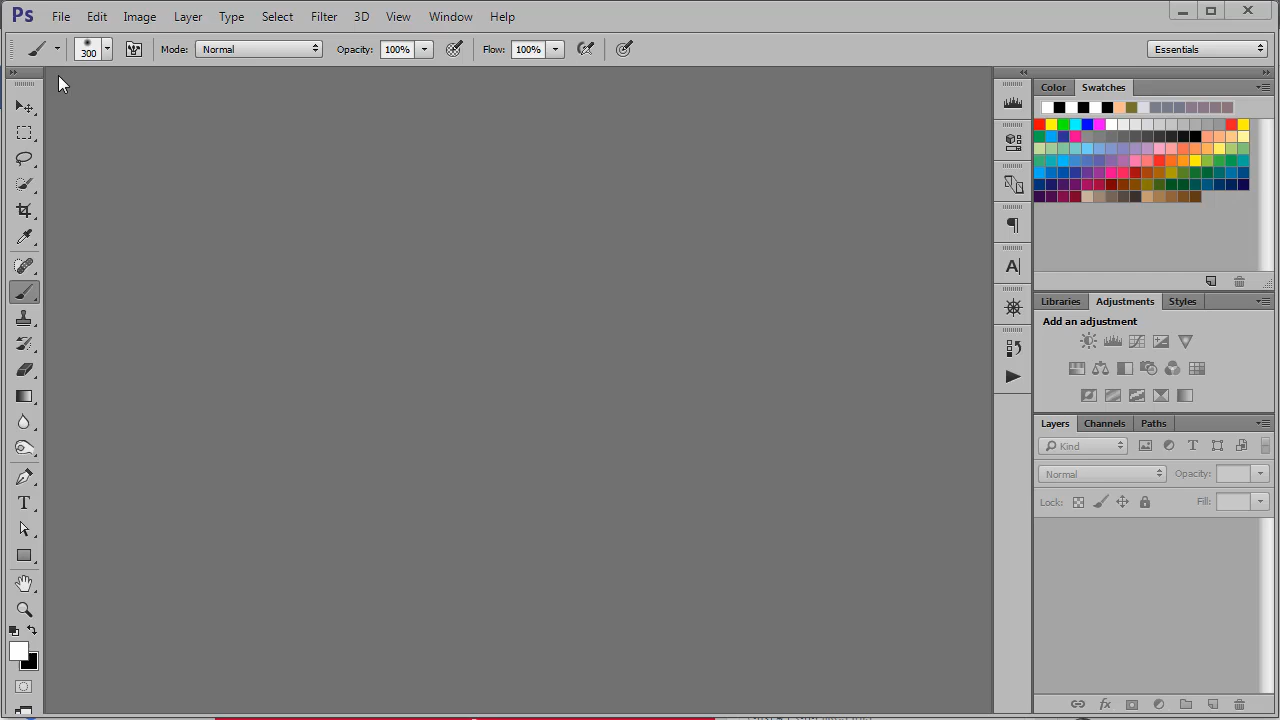 Ps File Edit Image Layer Type Select Filter 3D View Window Help
300 Mode: Normal Opacity: 100% Flow: 100% Essentials
Color Swatches
Libraries Adjustments Styles
Add an adjustment
Layers Channels Paths
Kind
Normal Opacity:
Lock: Fill: